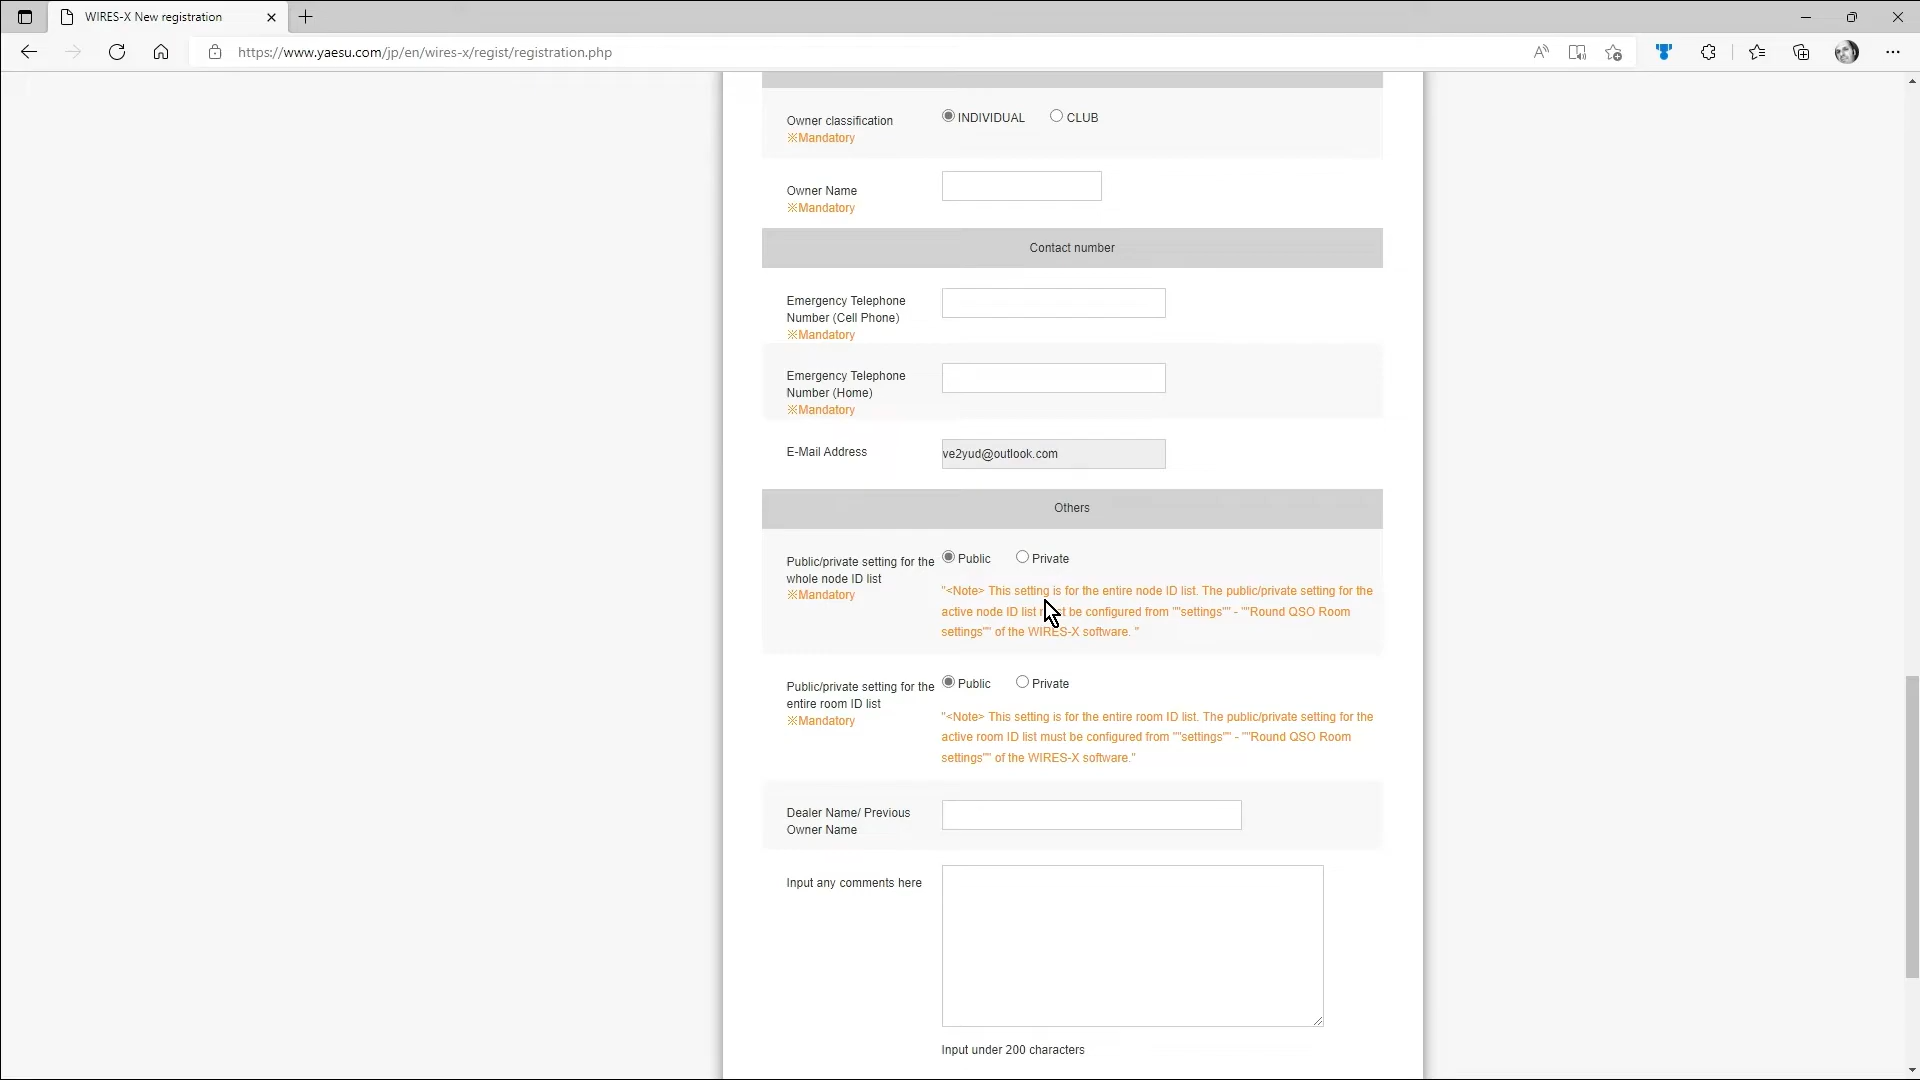 WIRES-X New registration
https://www.yaesu.com/jp/en/wires-x/regist/registration.php
Owner classification
※Mandatory
INDIVIDUAL CLUB
Owner Name
※Mandatory
Contact number
Emergency Telephone
Number (Cell Phone)
※Mandatory
Emergency Telephone
Number (Home)
※Mandatory
E-Mail Address
ve2yud@outlook.com
Others
Public/private setting for the
whole node ID list
※Mandatory
Public Private
"<Note> This setting is for the entire node ID list. The public/private setting for the
active node ID list must be configured from ""settings"" - ""Round QSO Room
settings"" of the WIRES-X software. "
Public/private setting for the
entire room ID list
※Mandatory
Public Private
"<Note> This setting is for the entire room ID list. The public/private setting for the
active room ID list must be configured from ""settings"" - ""Round QSO Room
settings"" of the WIRES-X software."
Dealer Name/ Previous
Owner Name
Input any comments here
Input under 200 characters